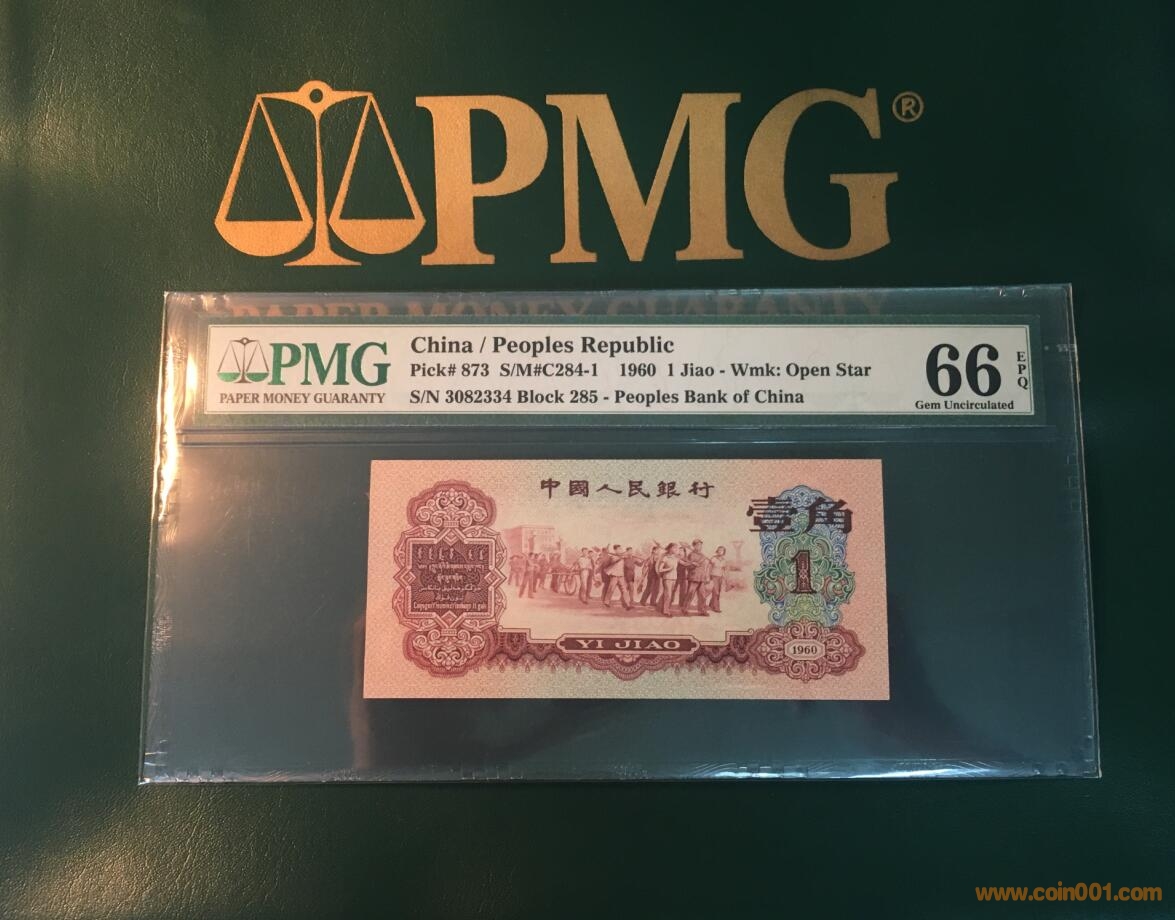 PMG®
PAPER MONEY GUARANTY
PMG
PAPER MONEY GUARANTY
China / Peoples Republic
Pick# 873 S/M#C284-1 1960 1 Jiao - Wmk: Open Star
S/N 3082334 Block 285 - Peoples Bank of China
66
EPQ
Gem Uncirculated
中國人民銀行
壹角
1
YI JIAO
1960
www.coin001.com